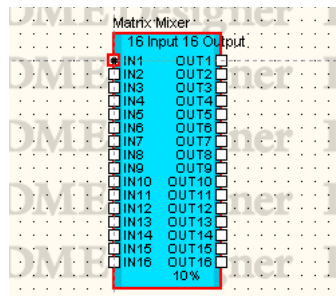 DME Designer
Matrix Mixer
16 Input 16 Output
IN1 OUT1
IN2 OUT2
IN3 OUT3
IN4 OUT4
IN5 OUT5
IN6 OUT6
IN7 OUT7
IN8 OUT8
IN9 OUT9
IN10 OUT10
IN11 OUT11
IN12 OUT12
IN13 OUT13
IN14 OUT14
IN15 OUT15
IN16 OUT16
10%